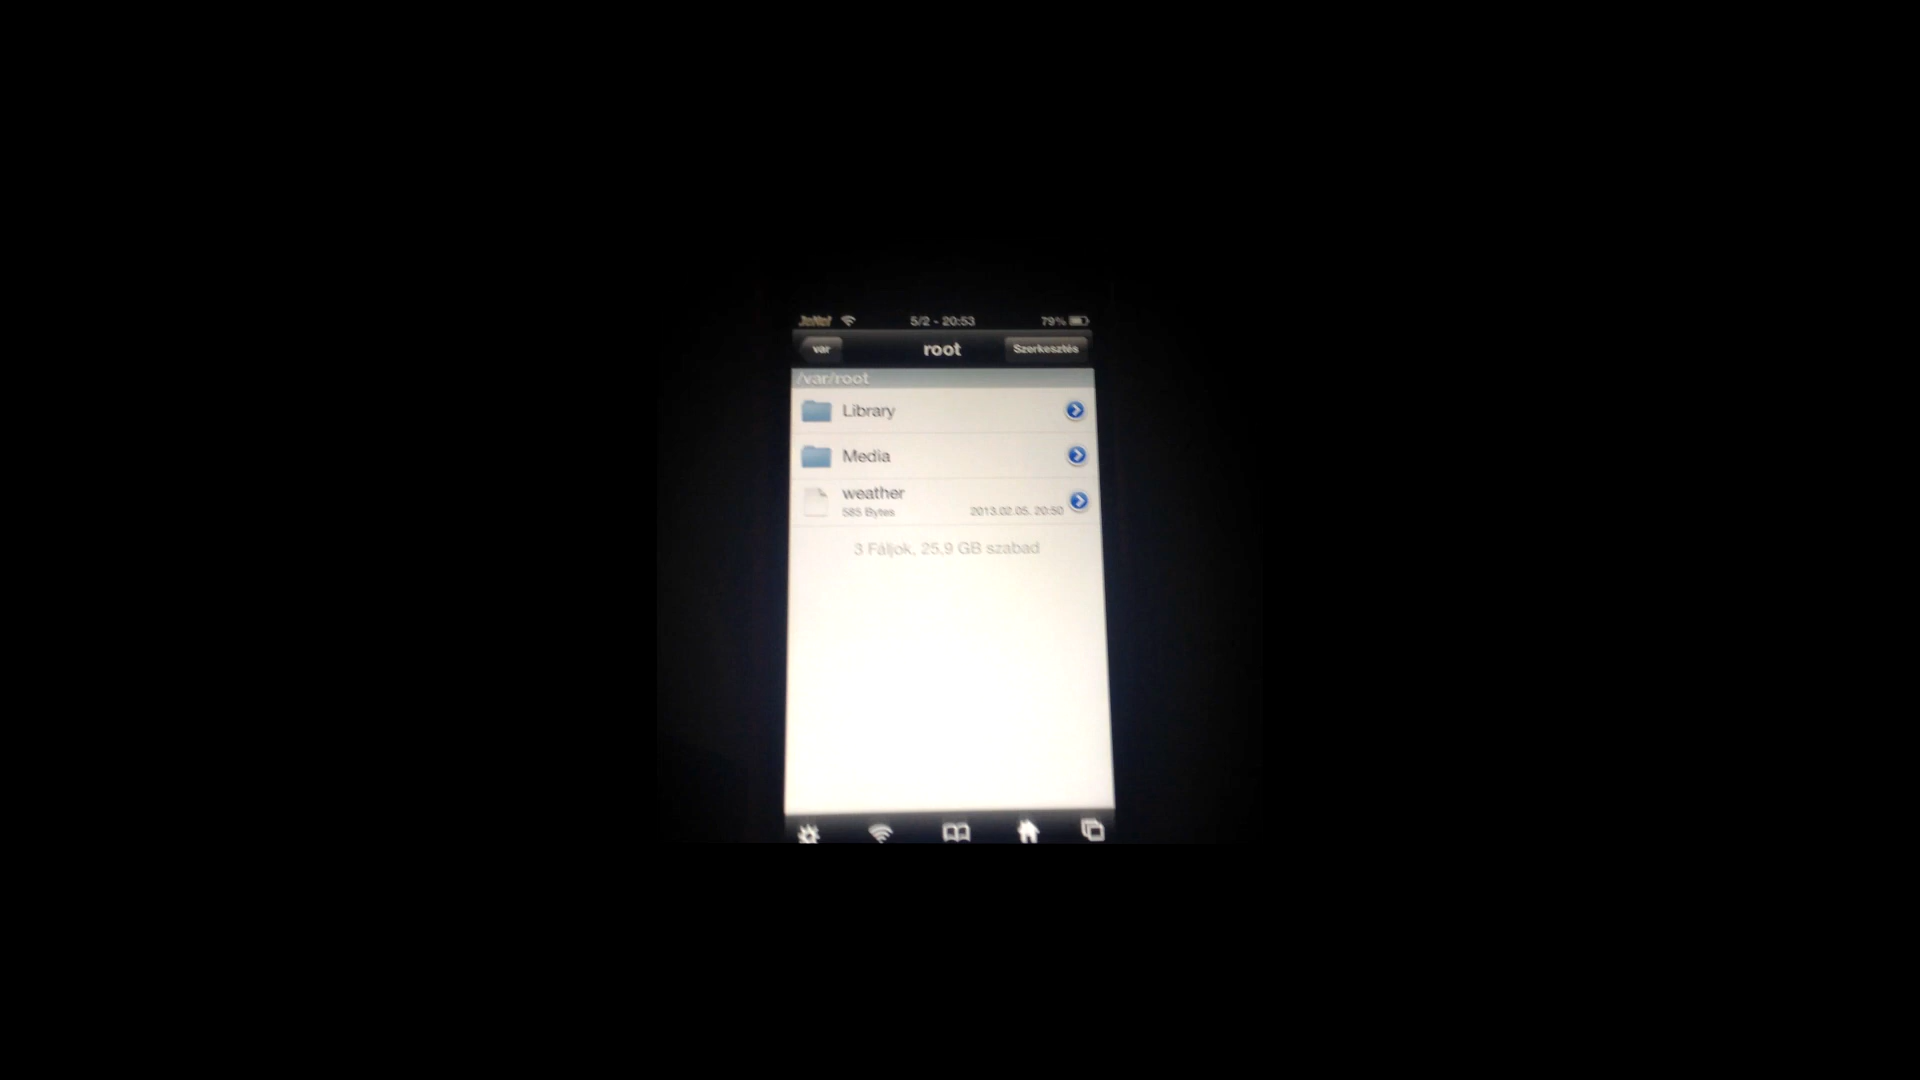 5/2 - 20:53 79%
var root Szerkesztés
/var/root
Library
Media
weather
585 Bytes 2013.02.05. 20:50
3 Fáljok, 25,9 GB szabad